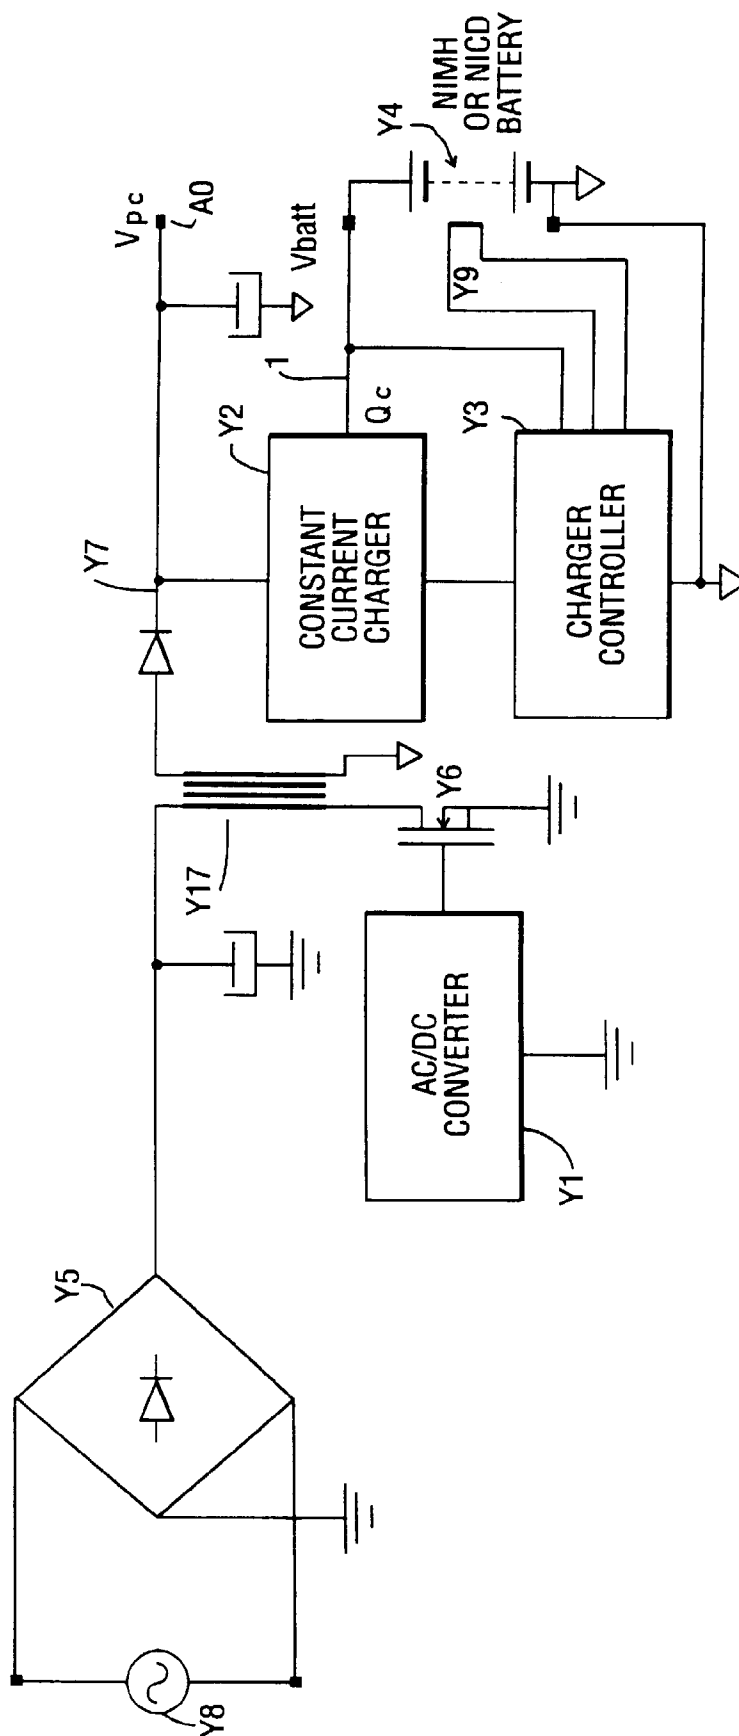 Y8
Y5
Y17
Y7
Vpc
A0
Y2
1
Vbatt
Qc
CONSTANT
CURRENT
CHARGER
Y4
NIMH
OR NICD
BATTERY
Y1
AC/DC
CONVERTER
Y6
Y3
Y9
CHARGER
CONTROLLER